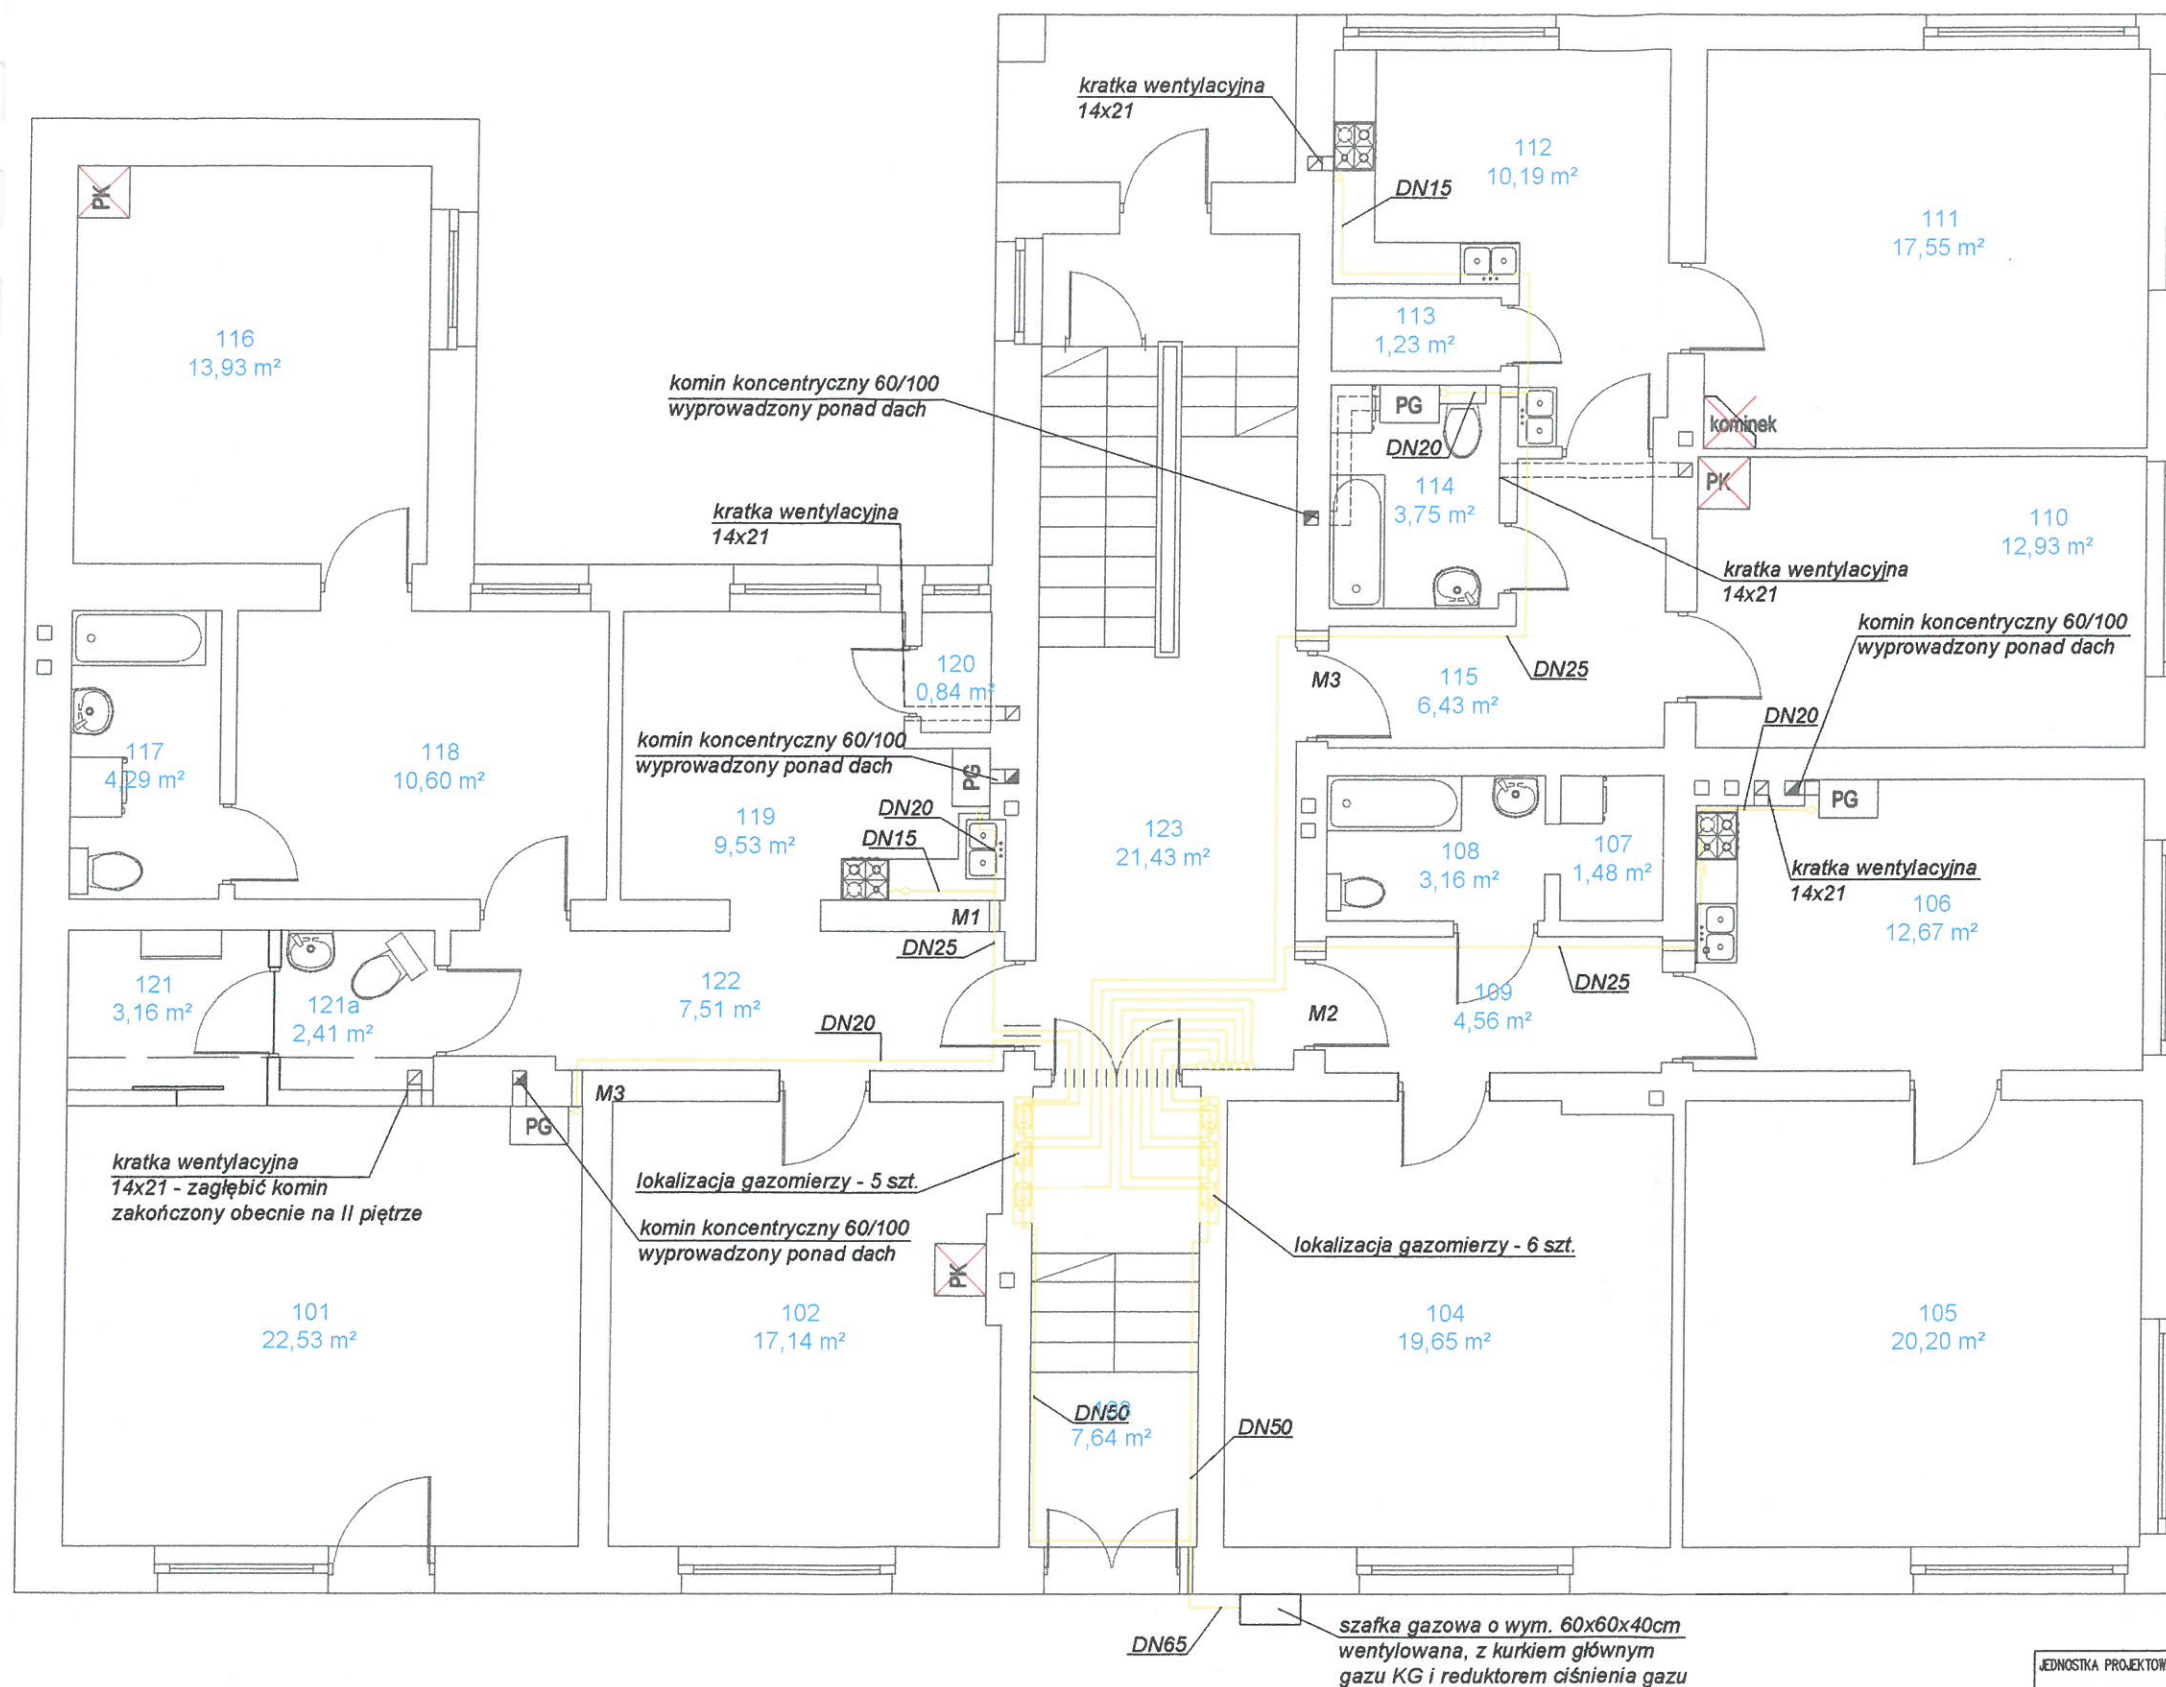 kratka wentylacyjna
14x21
112
10,19 m²
DN15
111
17,55 m²
PK
116
13,93 m²
113
1,23 m²
komin koncentryczny 60/100
wyprowadzony ponad dach
PG
DN20
kominek
PK
114
3,75 m²
110
12,93 m²
kratka wentylacyjna
14x21
kratka wentylacyjna
14x21
komin koncentryczny 60/100
wyprowadzony ponad dach
120
0,84 m²
M3
115
6,43 m²
DN25
DN20
117
4,29 m²
118
10,60 m²
komin koncentryczny 60/100
wyprowadzony ponad dach
PG
PG
119
9,53 m²
DN20
DN15
123
21,43 m²
108
3,16 m²
107
1,48 m²
kratka wentylacyjna
14x21
106
12,67 m²
M1
DN25
121
3,16 m²
121a
2,41 m²
122
7,51 m²
DN20
M2
109
4,56 m²
DN25
M3
PG
kratka wentylacyjna
14x21 - zagłębić komin
zakończony obecnie na II piętrze
lokalizacja gazomierzy - 5 szt.
komin koncentryczny 60/100
wyprowadzony ponad dach
PK
lokalizacja gazomierzy - 6 szt.
101
22,53 m²
102
17,14 m²
104
19,65 m²
105
20,20 m²
DN50
7,64 m²
DN50
DN65
szafka gazowa o wym. 60x60x40cm
wentylowana, z kurkiem głównym
gazu KG i reduktorem ciśnienia gazu
JEDNOSTKA PROJEKTOW